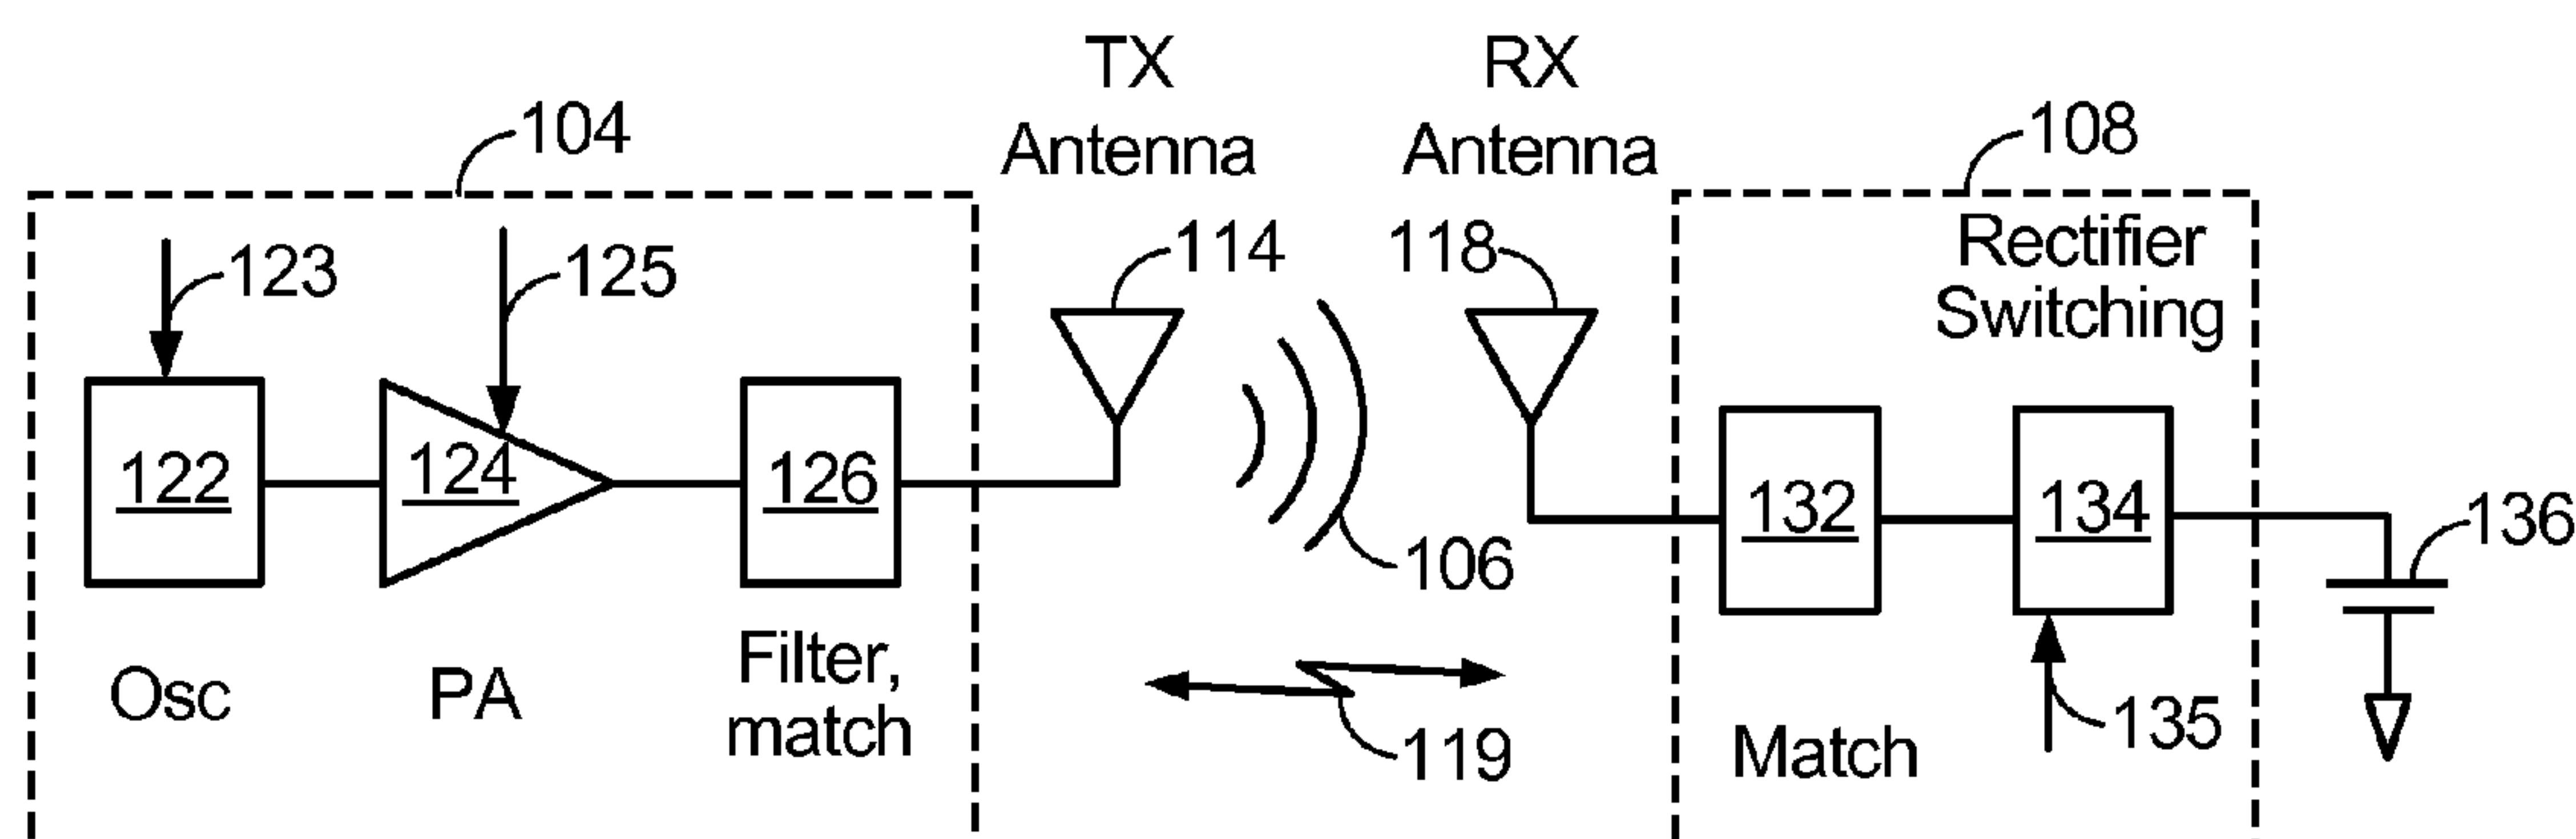 TX
Antenna
RX
Antenna
104
108
123
125
114
118
Rectifier
Switching
122
124
126
132
134
136
106
Osc
PA
Filter,
match
119
Match
135